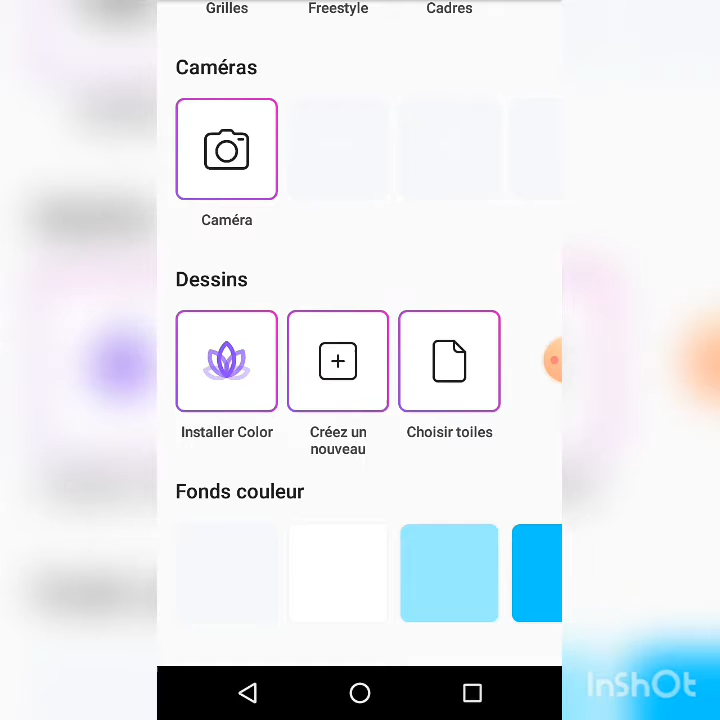 Grilles
Freestyle
Cadres
Caméras
Caméra
Dessins
Installer Color
Créez un
nouveau
Choisir toiles
Fonds couleur
InShOt